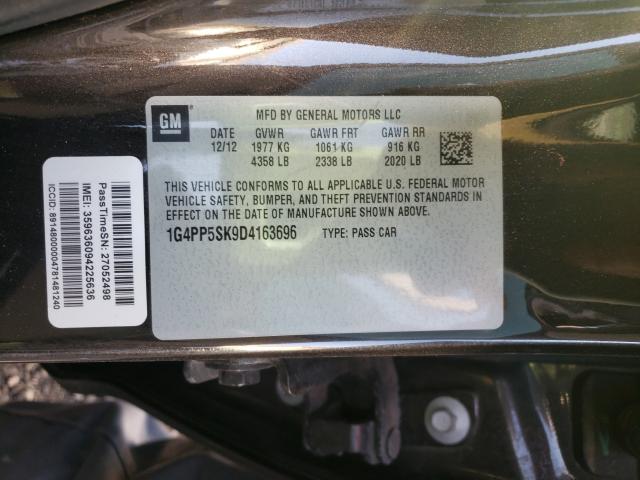 GM
MFD BY GENERAL MOTORS LLC
DATE GVWR GAWR FRT GAWR RR
12/12 1977 KG 1061 KG 916 KG
4358 LB 2338 LB 2020 LB
THIS VEHICLE CONFORMS TO ALL APPLICABLE U.S. FEDERAL MOTOR
VEHICLE SAFETY, BUMPER, AND THEFT PREVENTION STANDARDS
IN EFFECT ON THE DATE OF MANUFACTURE SHOWN ABOVE.
1G4PP5SK9D4163696 TYPE: PASS CAR
PassTimeSN: 27052498
IMEI: 359636094225636
ICCID: 89148000004781481240